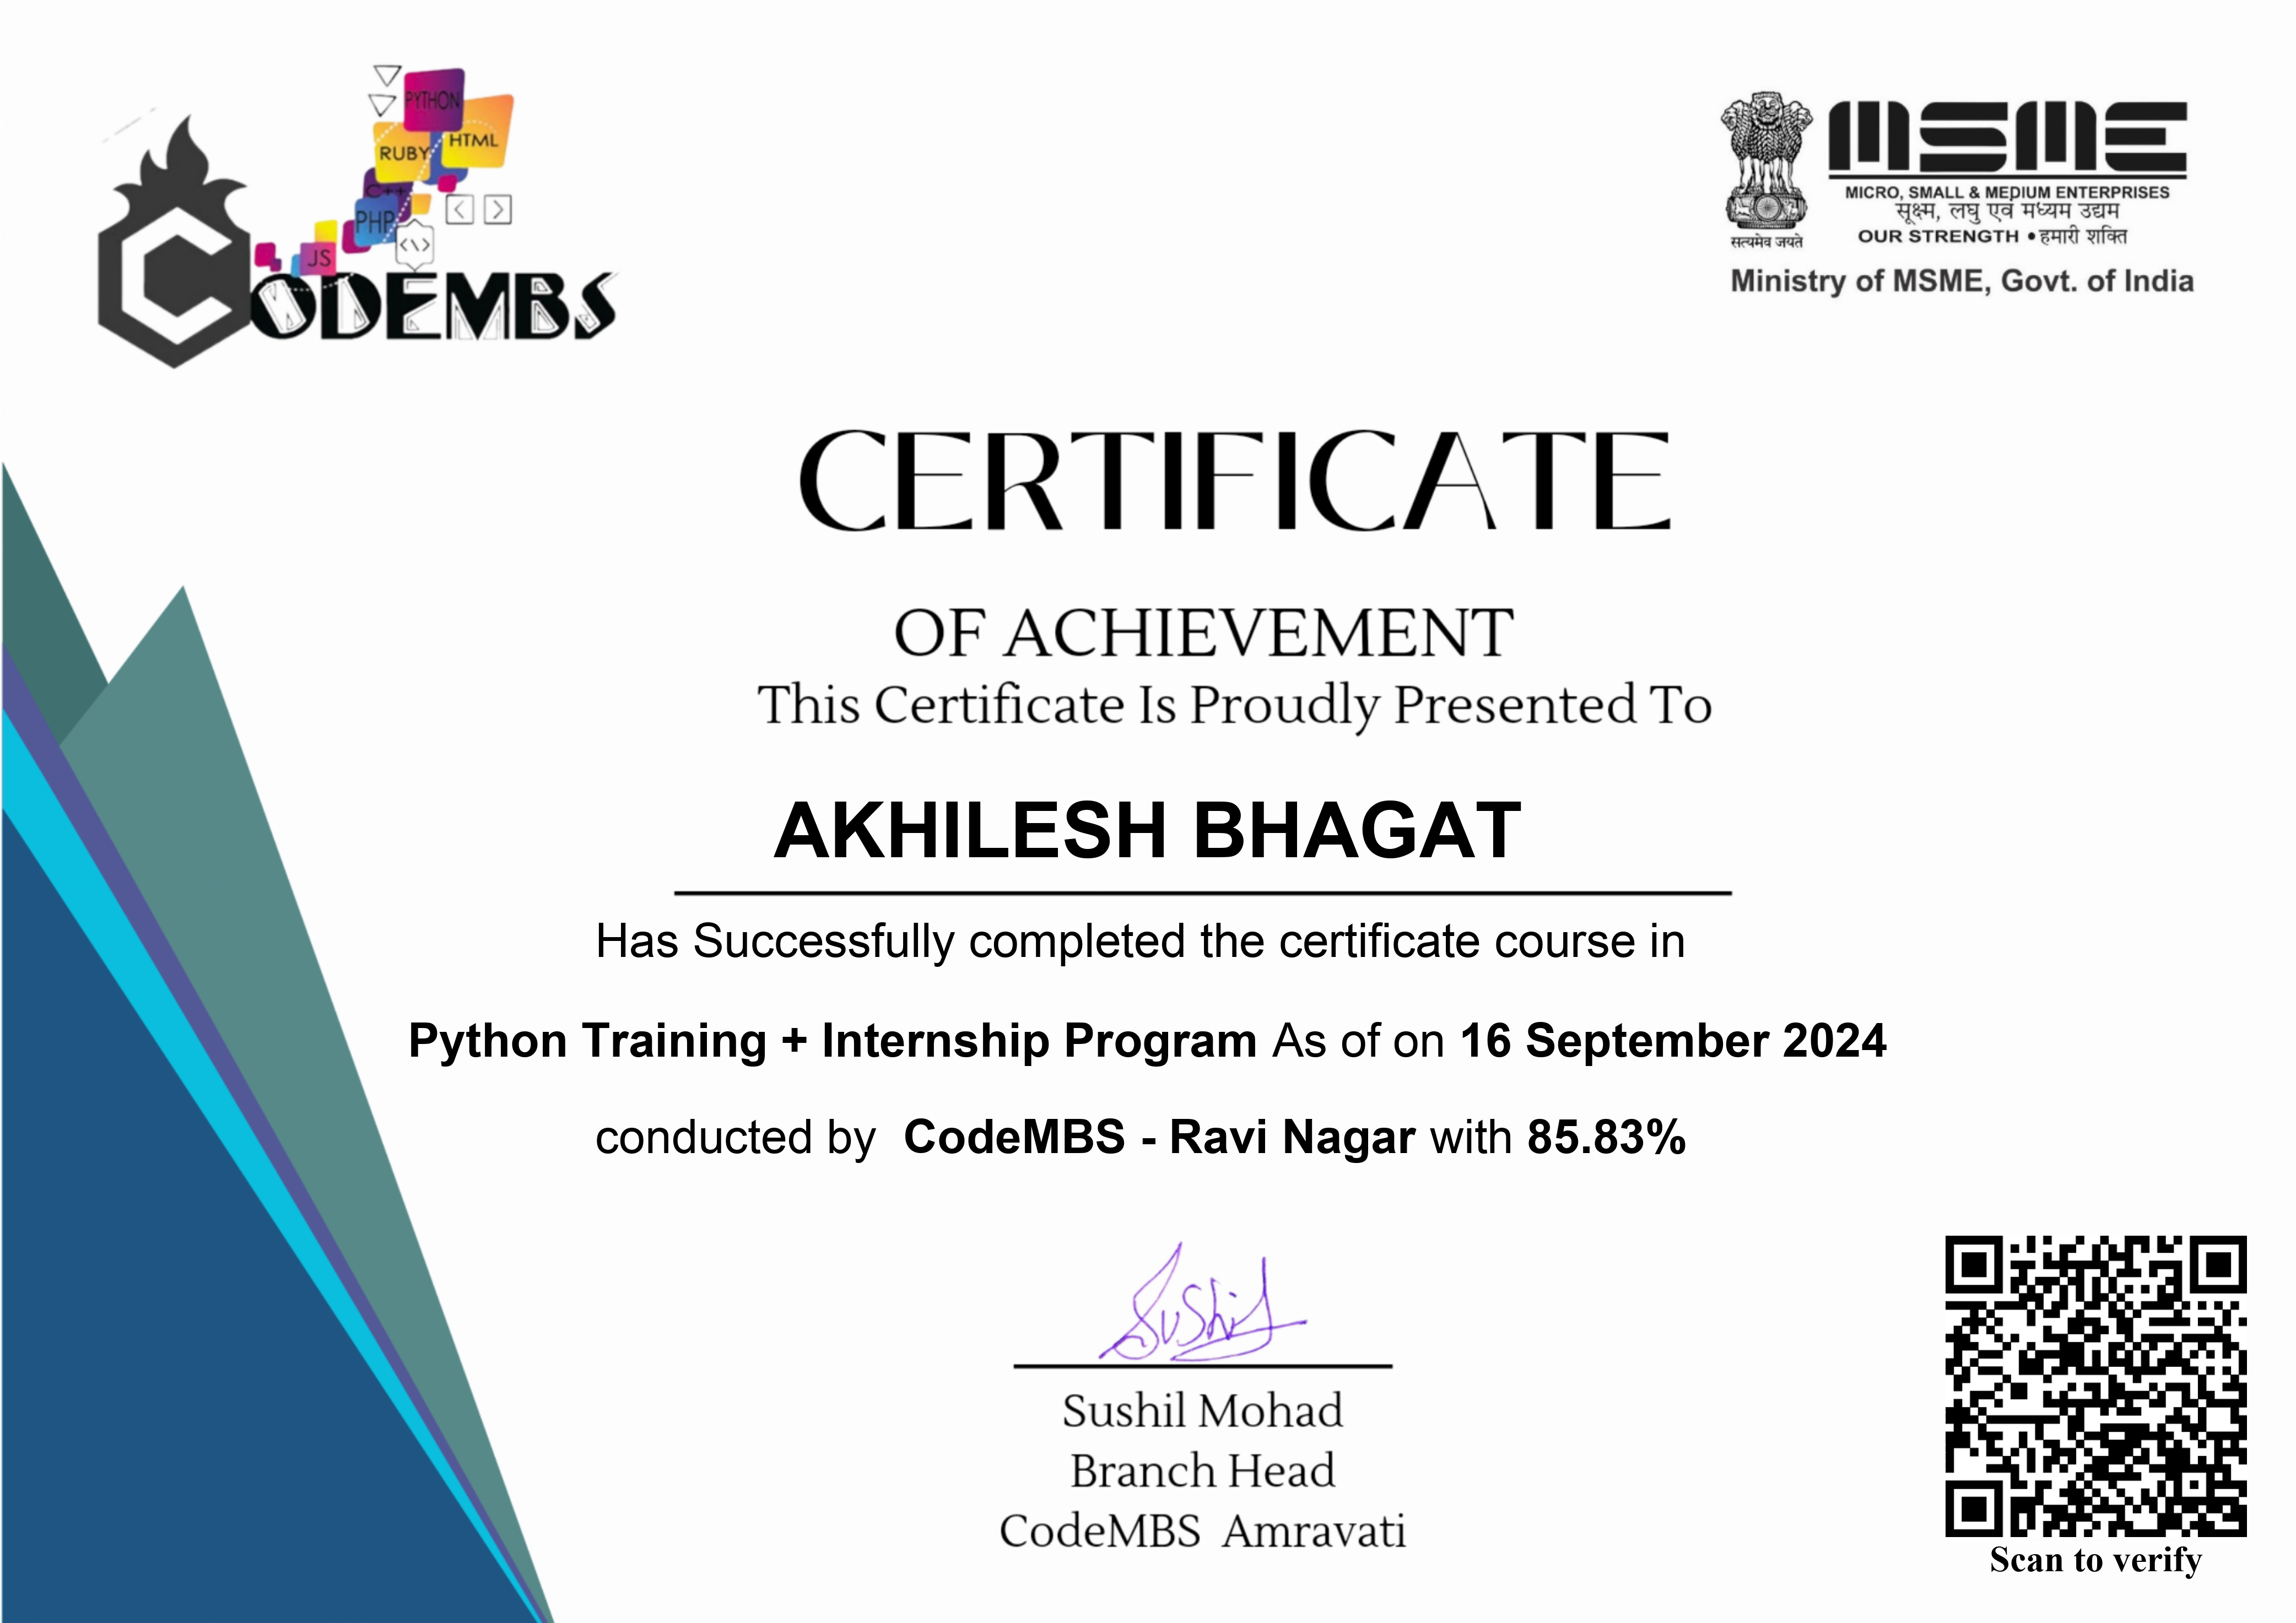 PYTHON
HTML
RUBY
C++
PHP
<\>
JS
CODEMBS
MSME
MICRO, SMALL & MEDIUM ENTERPRISES
सूक्ष्म, लघु एवं मध्यम उद्यम
OUR STRENGTH • हमारी शक्ति
सत्यमेव जयते
Ministry of MSME, Govt. of India
CERTIFICATE
OF ACHIEVEMENT
This Certificate Is Proudly Presented To
AKHILESH BHAGAT
Has Successfully completed the certificate course in
Python Training + Internship Program As of on 16 September 2024
conducted by CodeMBS - Ravi Nagar with 85.83%
Sushil
Sushil Mohad
Branch Head
CodeMBS Amravati
Scan to verify